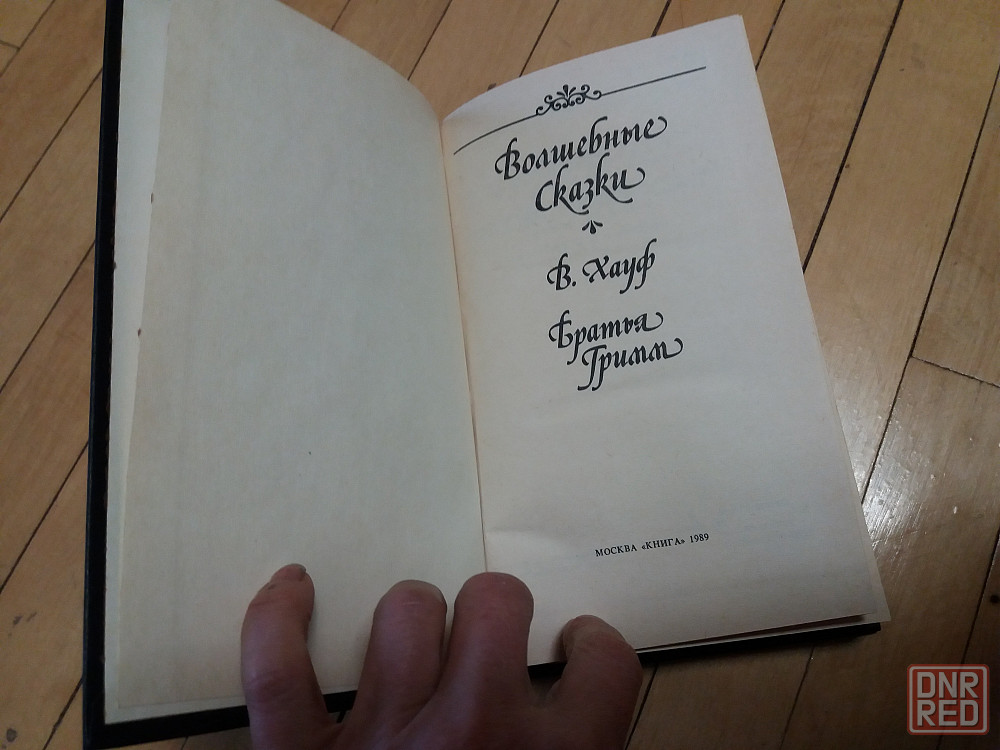 Волшебные
Сказки
В. Хауф
Братья
Гримм
МОСКВА «КНИГА» 1989
DNR
RED